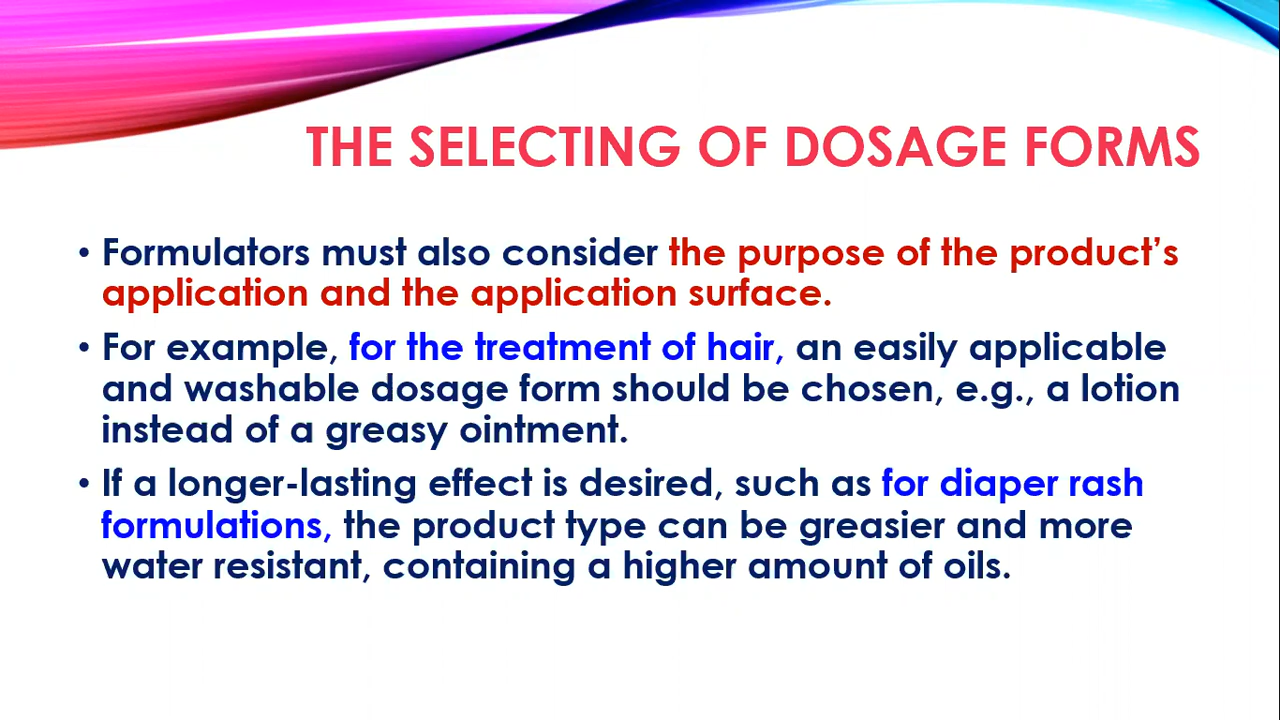 THE SELECTING OF DOSAGE FORMS
• Formulators must also consider the purpose of the product’s
application and the application surface.
• For example, for the treatment of hair, an easily applicable
and washable dosage form should be chosen, e.g., a lotion
instead of a greasy ointment.
• If a longer-lasting effect is desired, such as for diaper rash
formulations, the product type can be greasier and more
water resistant, containing a higher amount of oils.